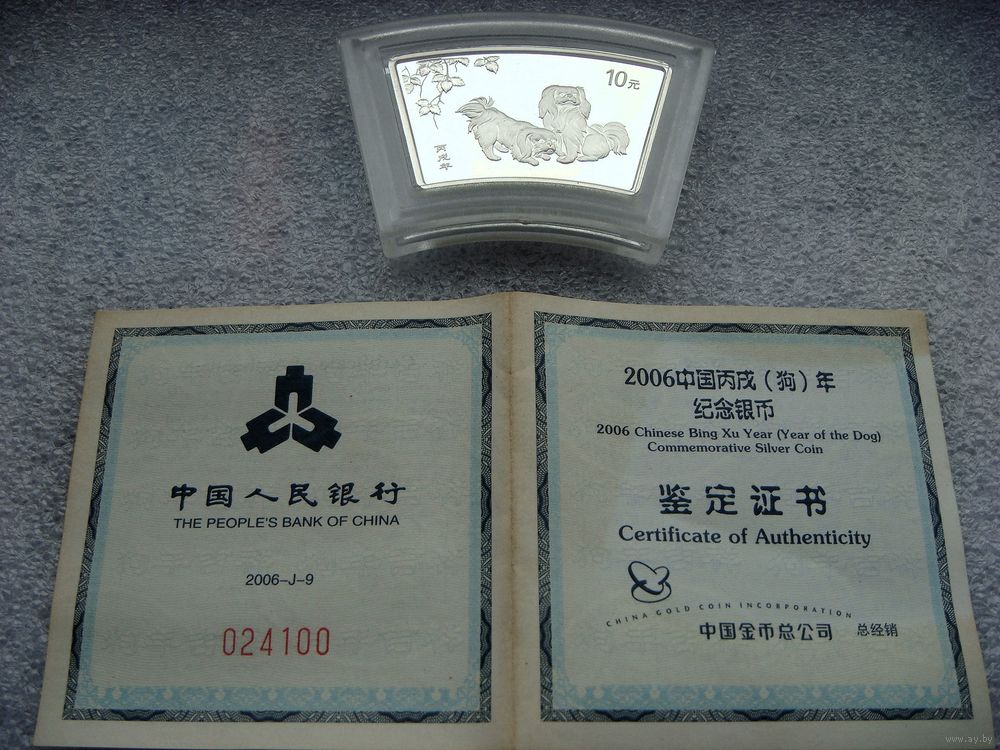 10元
丙戌年
中国人民银行
THE PEOPLE'S BANK OF CHINA
2006-J-9
024100
2006中国丙戌（狗）年
纪念银币
2006 Chinese Bing Xu Year (Year of the Dog)
Commemorative Silver Coin
鉴定证书
Certificate of Authenticity
CHINA GOLD COIN INCORPORATION
中国金币总公司 总经销
www.ay.by